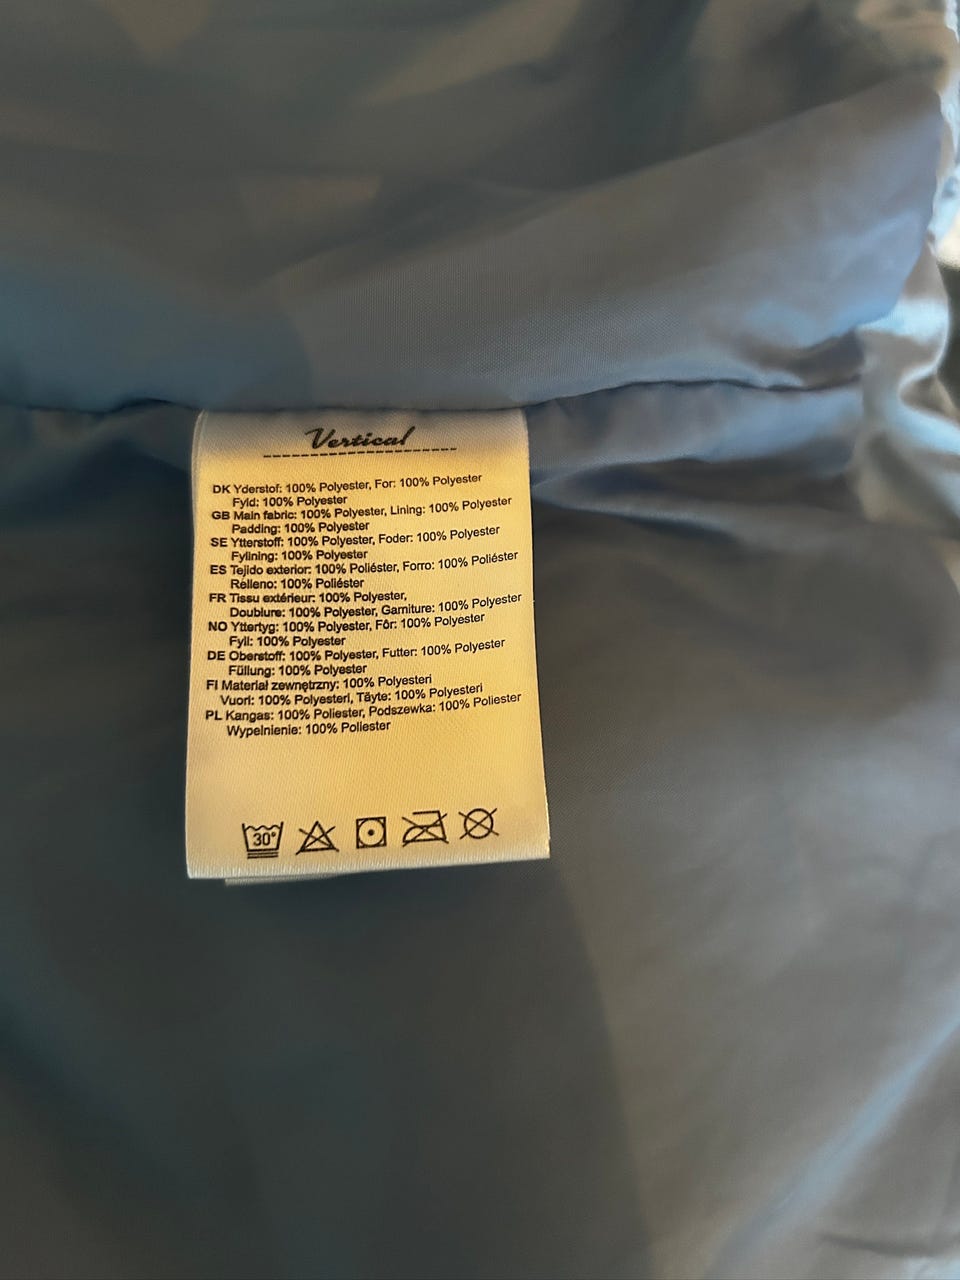 Vertical
DK Yderstof: 100% Polyester, For: 100% Polyester
Fyld: 100% Polyester
GB Main fabric: 100% Polyester, Lining: 100% Polyester
Padding: 100% Polyester
SE Ytterstoff: 100% Polyester, Foder: 100% Polyester
Fyllning: 100% Polyester
ES Tejido exterior: 100% Poliéster, Forro: 100% Poliéster
Relleno: 100% Poliéster
FR Tissu extérieur: 100% Polyester,
Doublure: 100% Polyester, Garniture: 100% Polyester
NO Yttertyg: 100% Polyester, Fôr: 100% Polyester
Fyll: 100% Polyester
DE Oberstoff: 100% Polyester, Futter: 100% Polyester
Füllung: 100% Polyester
FI Materiał zewnętrzny: 100% Polyesteri
Vuori: 100% Polyesteri, Täyte: 100% Polyesteri
PL Kangas: 100% Poliester, Podszewka: 100% Poliester
Wypelnienie: 100% Poliester
30°